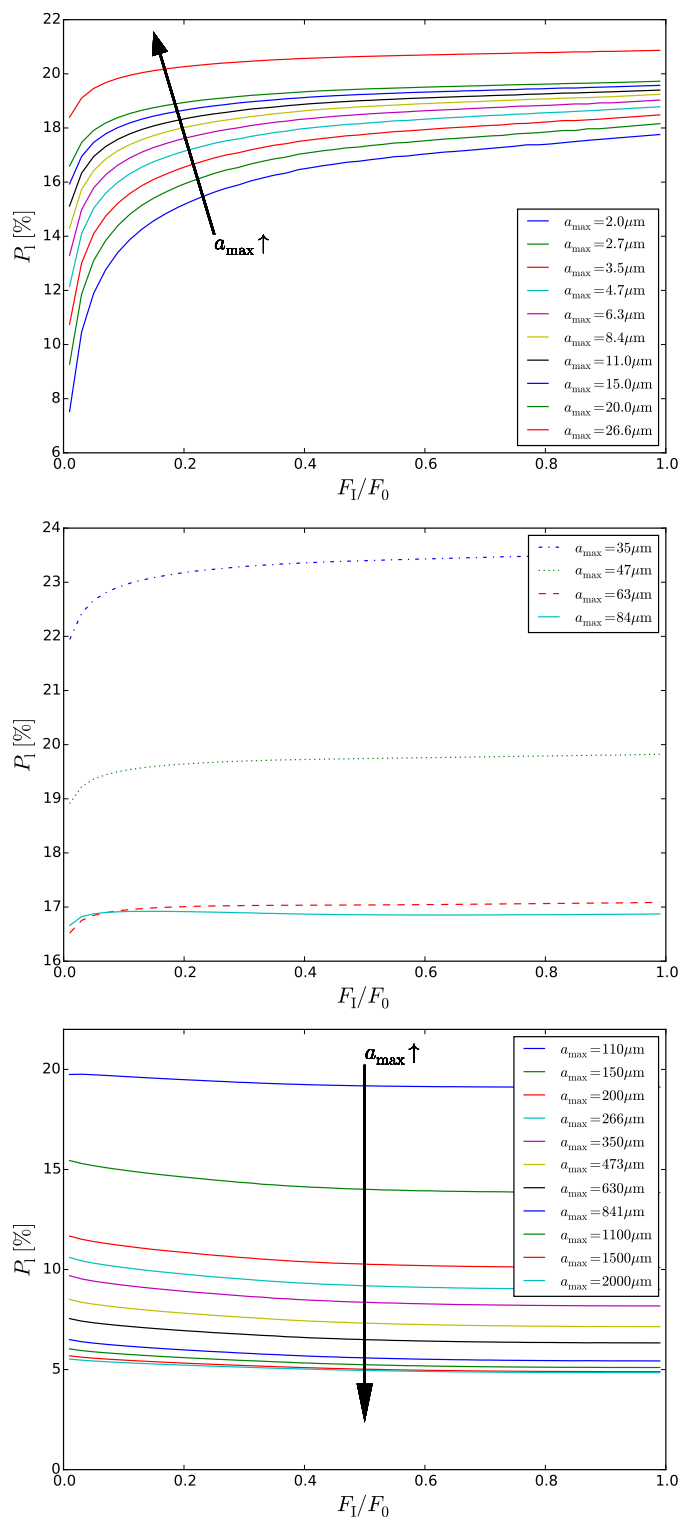 22
20
18
16
14
12
10
8
6
P_l [%]
a_max ↑
a_max=2.0μm
a_max=2.7μm
a_max=3.5μm
a_max=4.7μm
a_max=6.3μm
a_max=8.4μm
a_max=11.0μm
a_max=15.0μm
a_max=20.0μm
a_max=26.6μm
0.0 0.2 0.4 0.6 0.8 1.0
F_I/F_0
24
23
22
21
20
19
18
17
16
P_l [%]
a_max=35μm
a_max=47μm
a_max=63μm
a_max=84μm
0.0 0.2 0.4 0.6 0.8 1.0
F_I/F_0
20
15
10
5
0
P_l [%]
a_max ↑
a_max=110μm
a_max=150μm
a_max=200μm
a_max=266μm
a_max=350μm
a_max=473μm
a_max=630μm
a_max=841μm
a_max=1100μm
a_max=1500μm
a_max=2000μm
0.0 0.2 0.4 0.6 0.8 1.0
F_I/F_0